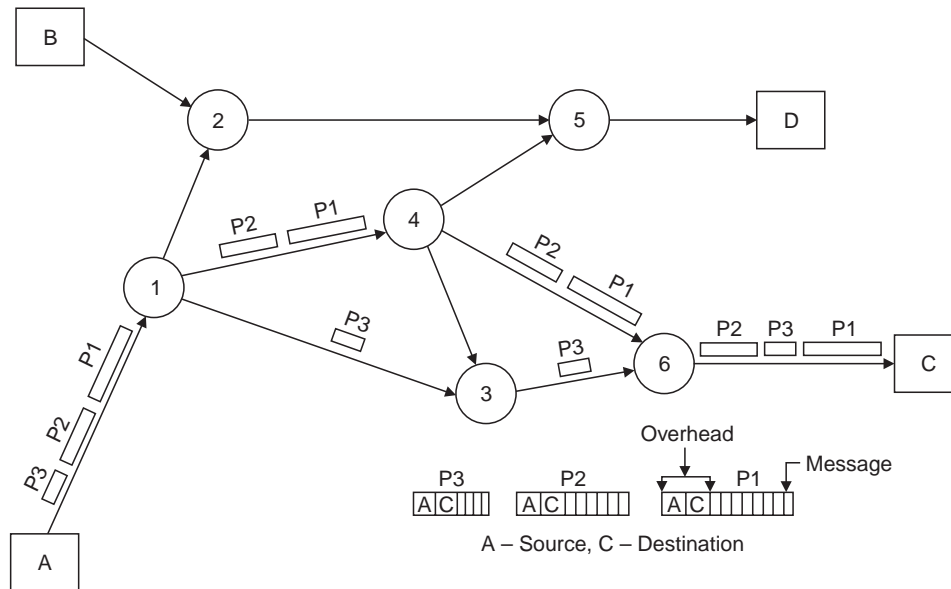 B
2
5
D
P2
P1
4
P2
P1
1
P3
P3
6
P2
P3
P1
C
3
P1
P2
P3
A
Overhead
Message
P3
P2
P1
A C
A C
A C
A – Source, C – Destination